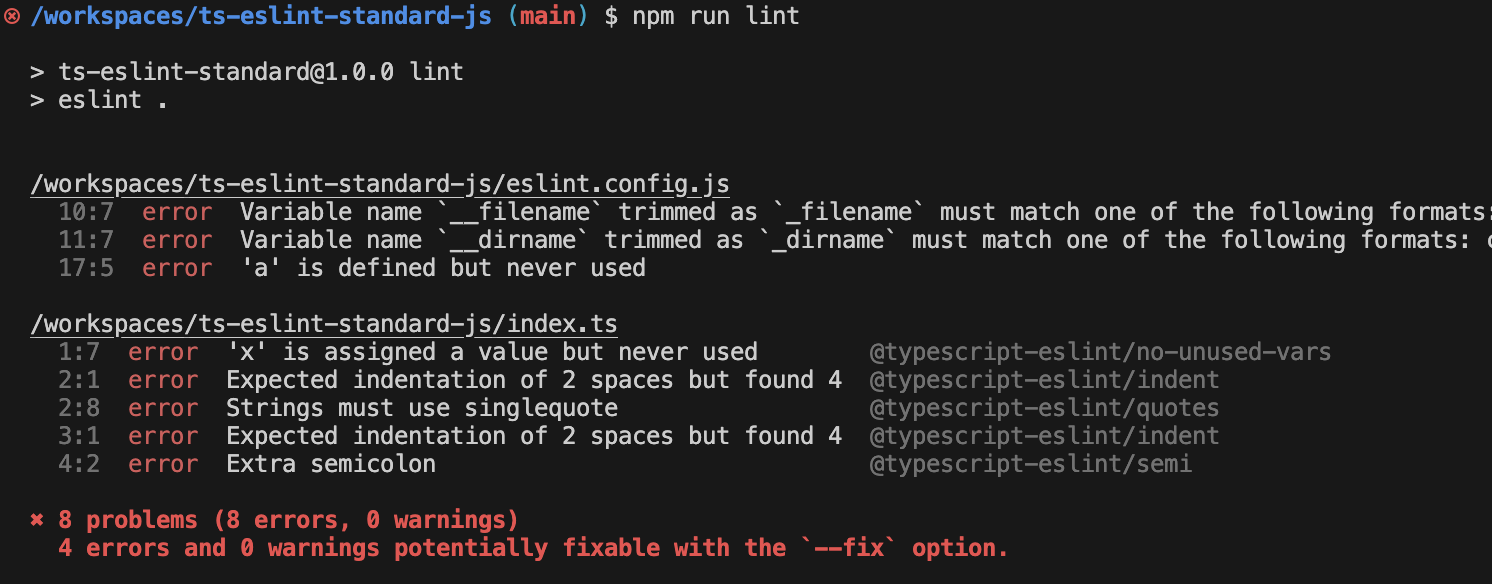 /workspaces/ts-eslint-standard-js (main) $ npm run lint
> ts-eslint-standard@1.0.0 lint
> eslint .
/workspaces/ts-eslint-standard-js/eslint.config.js
10:7 error Variable name `__filename` trimmed as `_filename` must match one of the following formats:
11:7 error Variable name `__dirname` trimmed as `_dirname` must match one of the following formats:
17:5 error 'a' is defined but never used
/workspaces/ts-eslint-standard-js/index.ts
1:7 error 'x' is assigned a value but never used @typescript-eslint/no-unused-vars
2:1 error Expected indentation of 2 spaces but found 4 @typescript-eslint/indent
2:8 error Strings must use singlequote @typescript-eslint/quotes
3:1 error Expected indentation of 2 spaces but found 4 @typescript-eslint/indent
4:2 error Extra semicolon @typescript-eslint/semi
✖ 8 problems (8 errors, 0 warnings)
4 errors and 0 warnings potentially fixable with the `--fix` option.